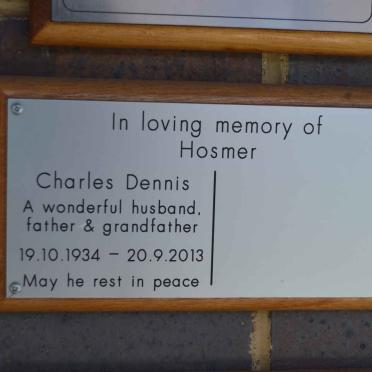 In loving memory of
Hosmer
Charles Dennis
A wonderful husband,
father & grandfather
19.10.1934 – 20.9.2013
May he rest in peace